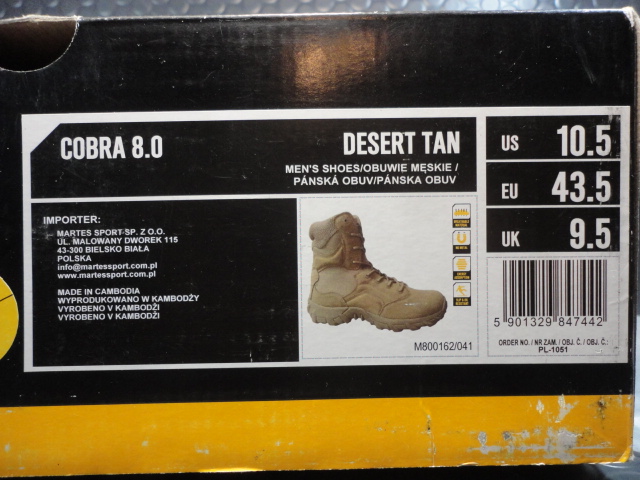 COBRA 8.0
DESERT TAN
MEN'S SHOES/OBUWIE MĘSKIE /
PÁNSKÁ OBUV/PÁNSKA OBUV
US 10.5
EU 43.5
UK 9.5
IMPORTER:
MARTES SPORT SP. Z O.O.
UL. MALOWANY DWOREK 115
43-300 BIELSKO BIAŁA
POLSKA
info@martessport.com.pl
www.martessport.com.pl
MADE IN CAMBODIA
WYPRODUKOWANO W KAMBODŻY
VYROBENO V KAMBODŽI
VYROBENO V KAMBODŽI
M800162/041
5 901329 847442
ORDER NO. / NR ZAM. / OBJ. Č. / OBJ. Č.:
PL-1051